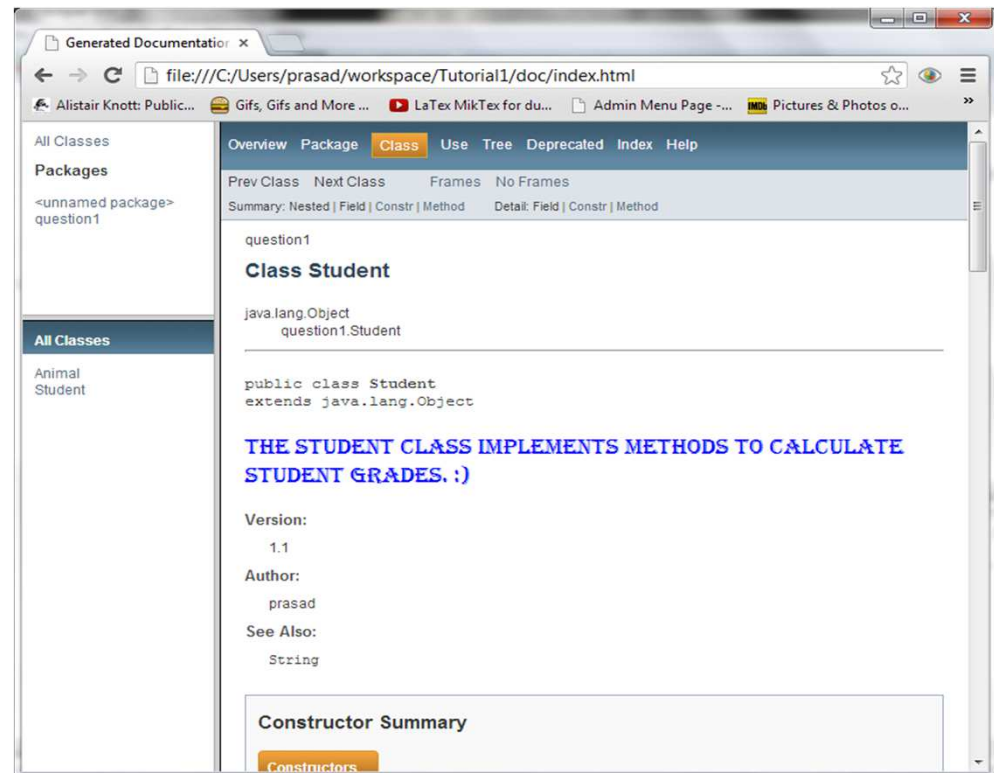 Generated Documentatior
file:///C:/Users/prasad/workspace/Tutorial1/doc/index.html
Alistair Knott: Public... Gifs, Gifs and More ... LaTex MikTex for du... Admin Menu Page -... IMDb Pictures & Photos o... »
All Classes
Packages
<unnamed package>
question1
All Classes
Animal
Student
Overview Package Class Use Tree Deprecated Index Help
Prev Class Next Class Frames No Frames
Summary: Nested | Field | Constr | Method Detail: Field | Constr | Method
question1
Class Student
java.lang.Object
question1.Student
public class Student
extends java.lang.Object
THE STUDENT CLASS IMPLEMENTS METHODS TO CALCULATE
STUDENT GRADES. :)
Version:
1.1
Author:
prasad
See Also:
String
Constructor Summary
Constructors